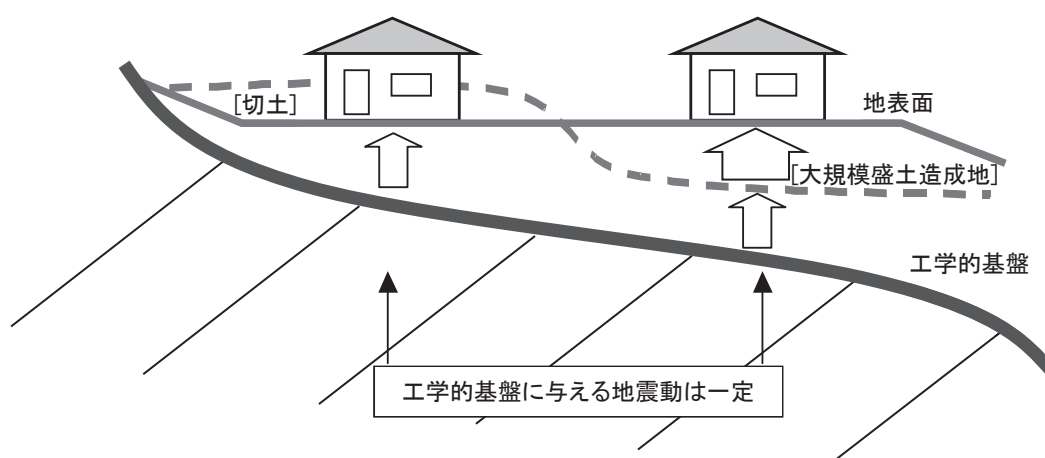 [切土]
地表面
[大規模盛土造成地]
工学的基盤
工学的基盤に与える地震動は一定